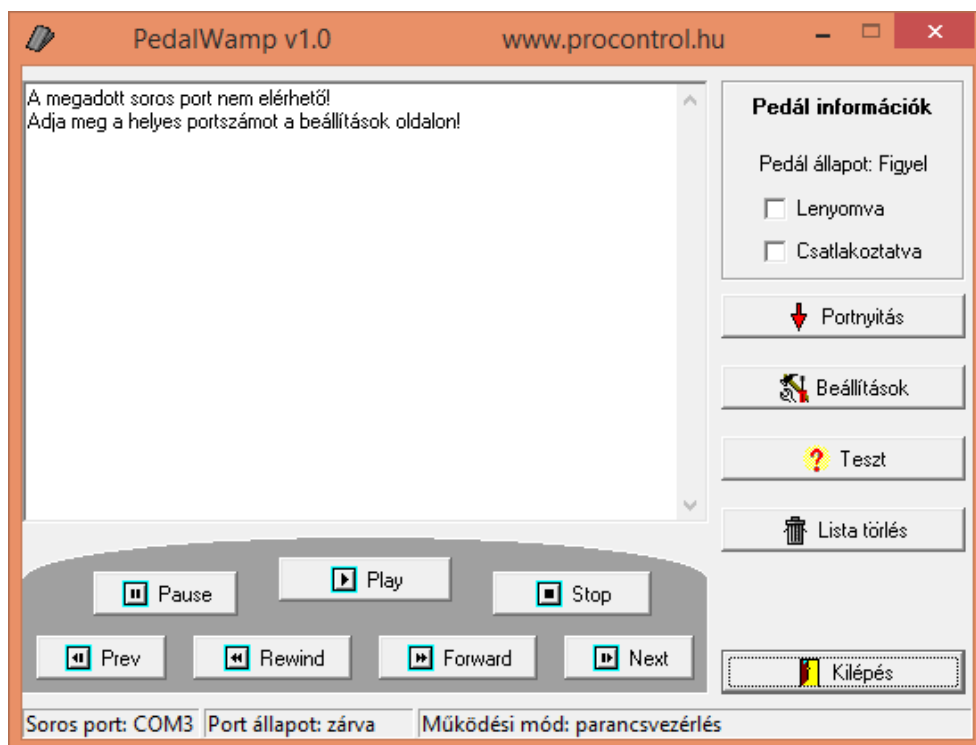 PedalWamp v1.0 www.procontrol.hu
A megadott soros port nem elérhető!
Adja meg a helyes portszámot a beállítások oldalon!
Pedál információk
Pedál állapot: Figyel
Lenyomva
Csatlakoztatva
Portnyitás
Beállítások
Teszt
Lista törlés
Pause
Play
Stop
Prev
Rewind
Forward
Next
Kilépés
Soros port: COM3 Port állapot: zárva Működési mód: parancsvezérlés